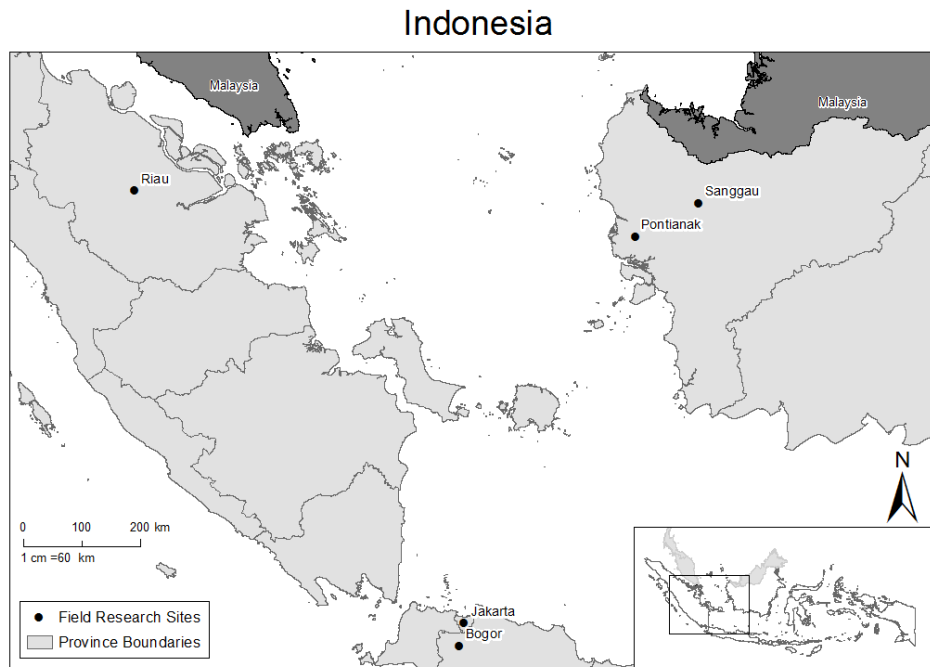 Indonesia
Malaysia
Malaysia
Riau
Sanggau
Pontianak
N
0 100 200 km
1 cm =60 km
Jakarta
Bogor
Field Research Sites
Province Boundaries